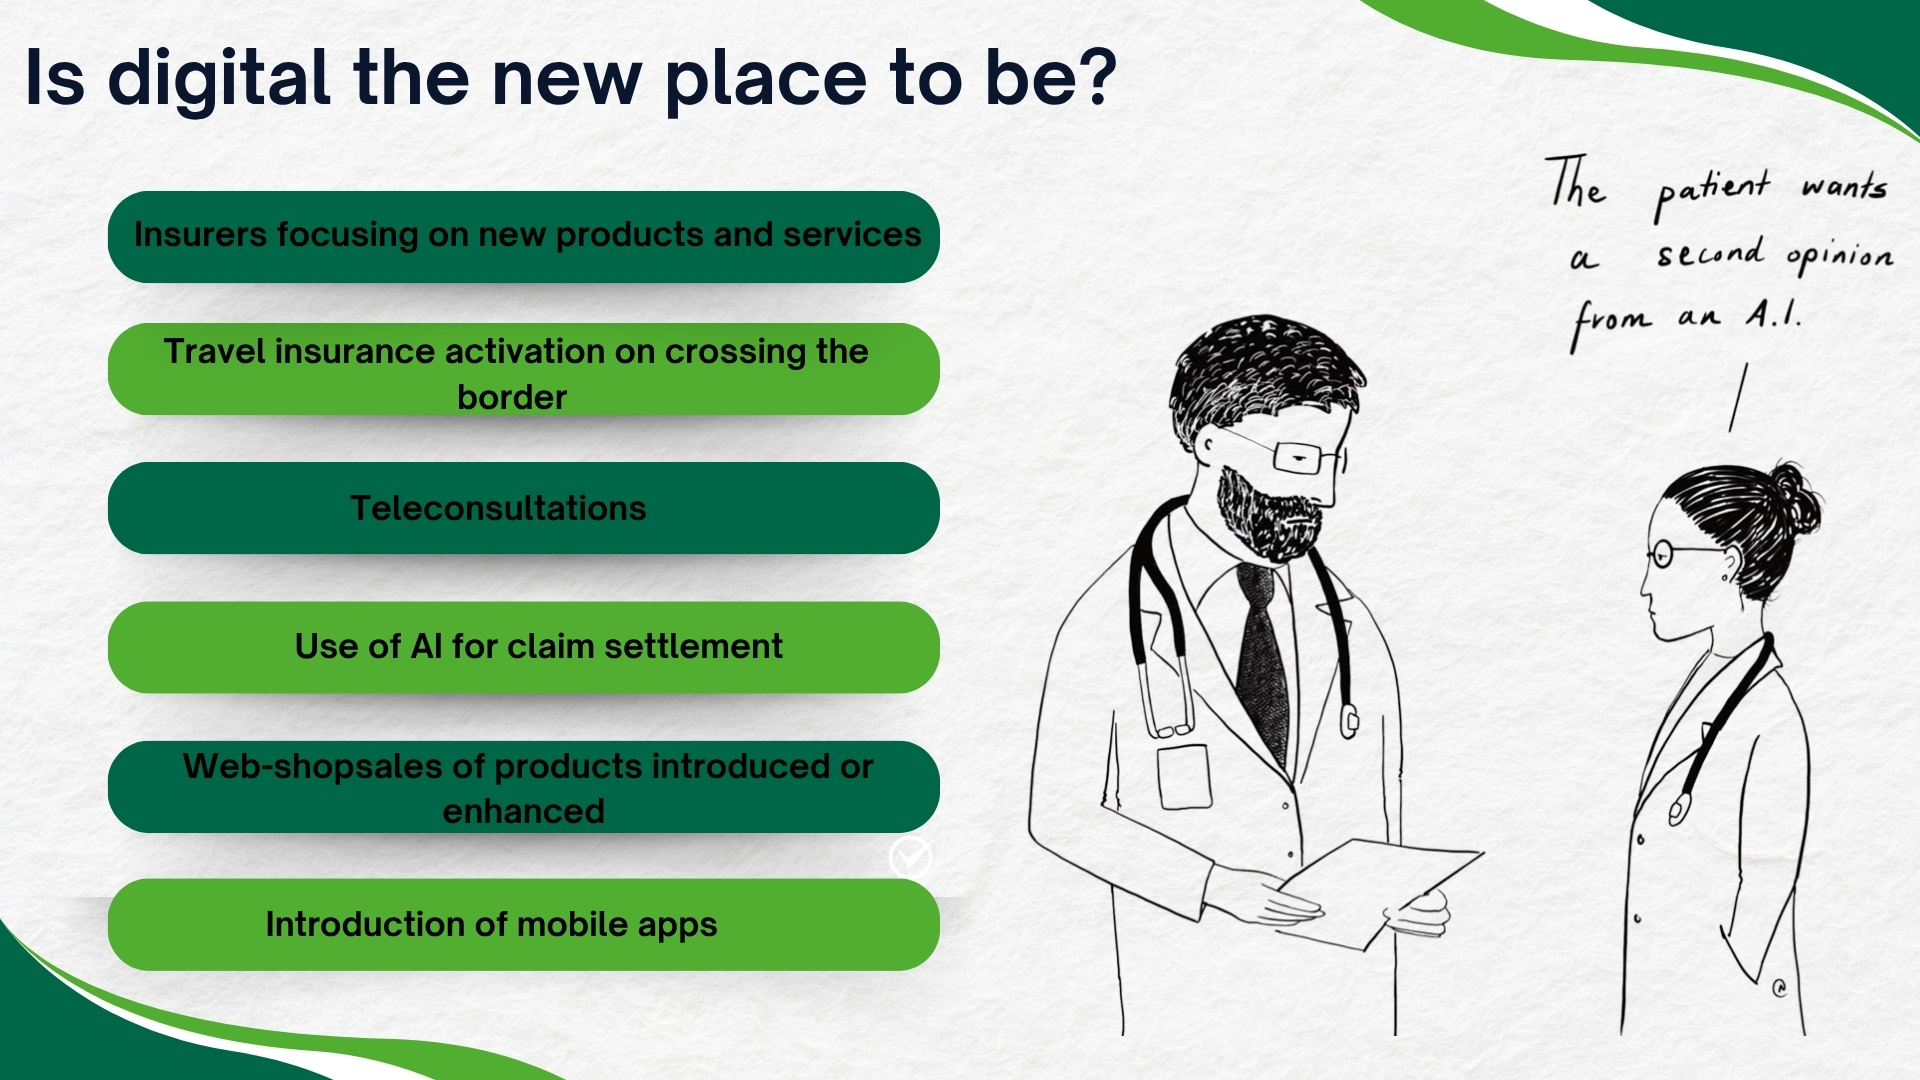 Is digital the new place to be?
Insurers focusing on new products and services
Travel insurance activation on crossing the
border
Teleconsultations
Use of AI for claim settlement
Web-shopsales of products introduced or
enhanced
Introduction of mobile apps
The patient wants
a second opinion
from an A.I.